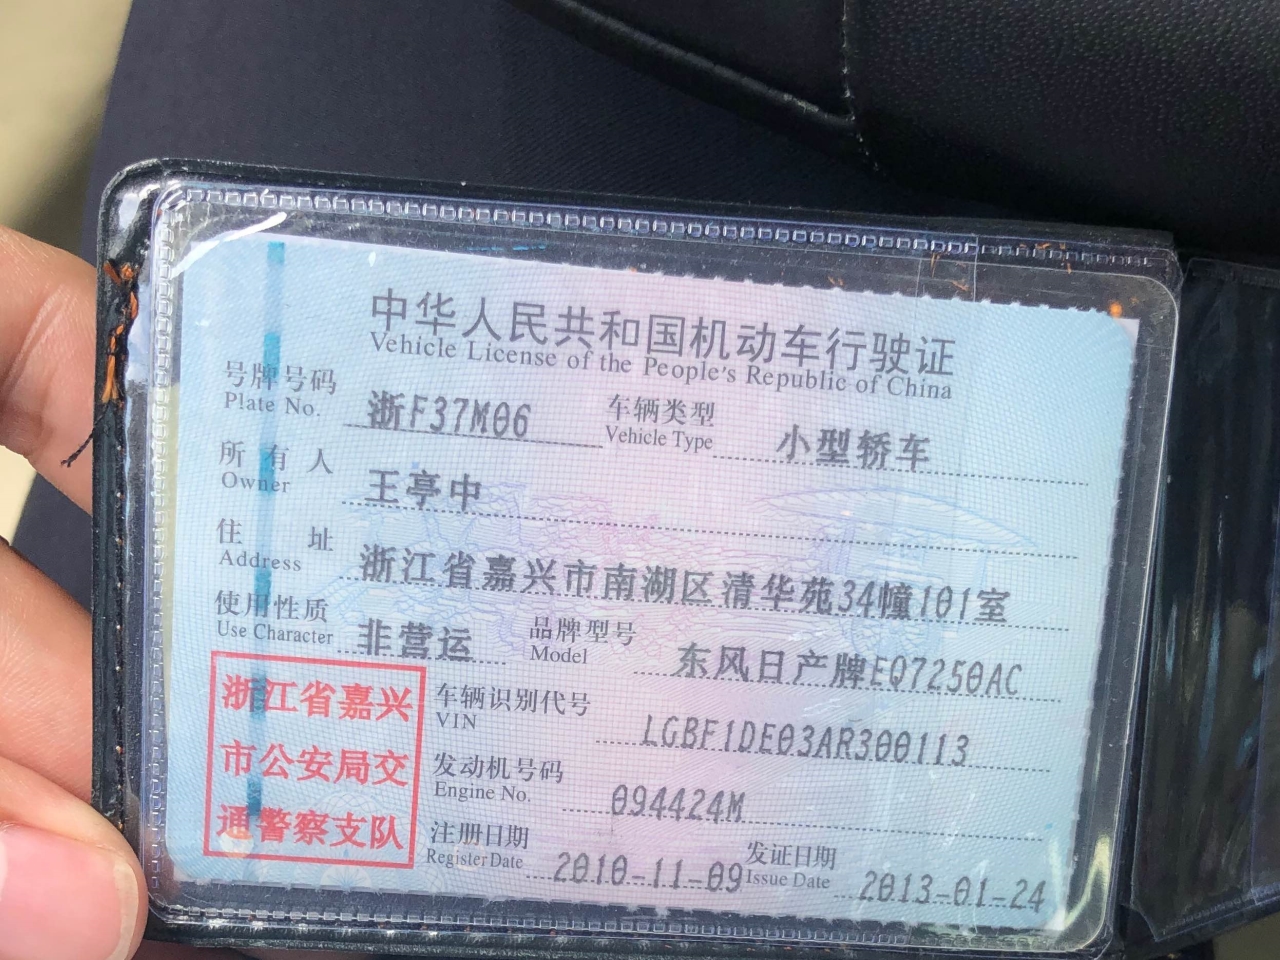 中华人民共和国机动车行驶证
Vehicle License of the People's Republic of China
号牌号码 浙F37M06 车辆类型 小型轿车
Plate No. Vehicle Type
所有人 王亭中
Owner
住址 浙江省嘉兴市南湖区清华苑34幢101室
Address
使用性质 非营运 品牌型号 东风日产牌EQ7250AC
Use Character Model
浙江省嘉兴
市公安局交
通警察支队
车辆识别代号 LGBF1DE03AR300113
VIN
发动机号码 094424M
Engine No.
注册日期 2010-11-09 发证日期 2013-01-24
Register Date Issue Date